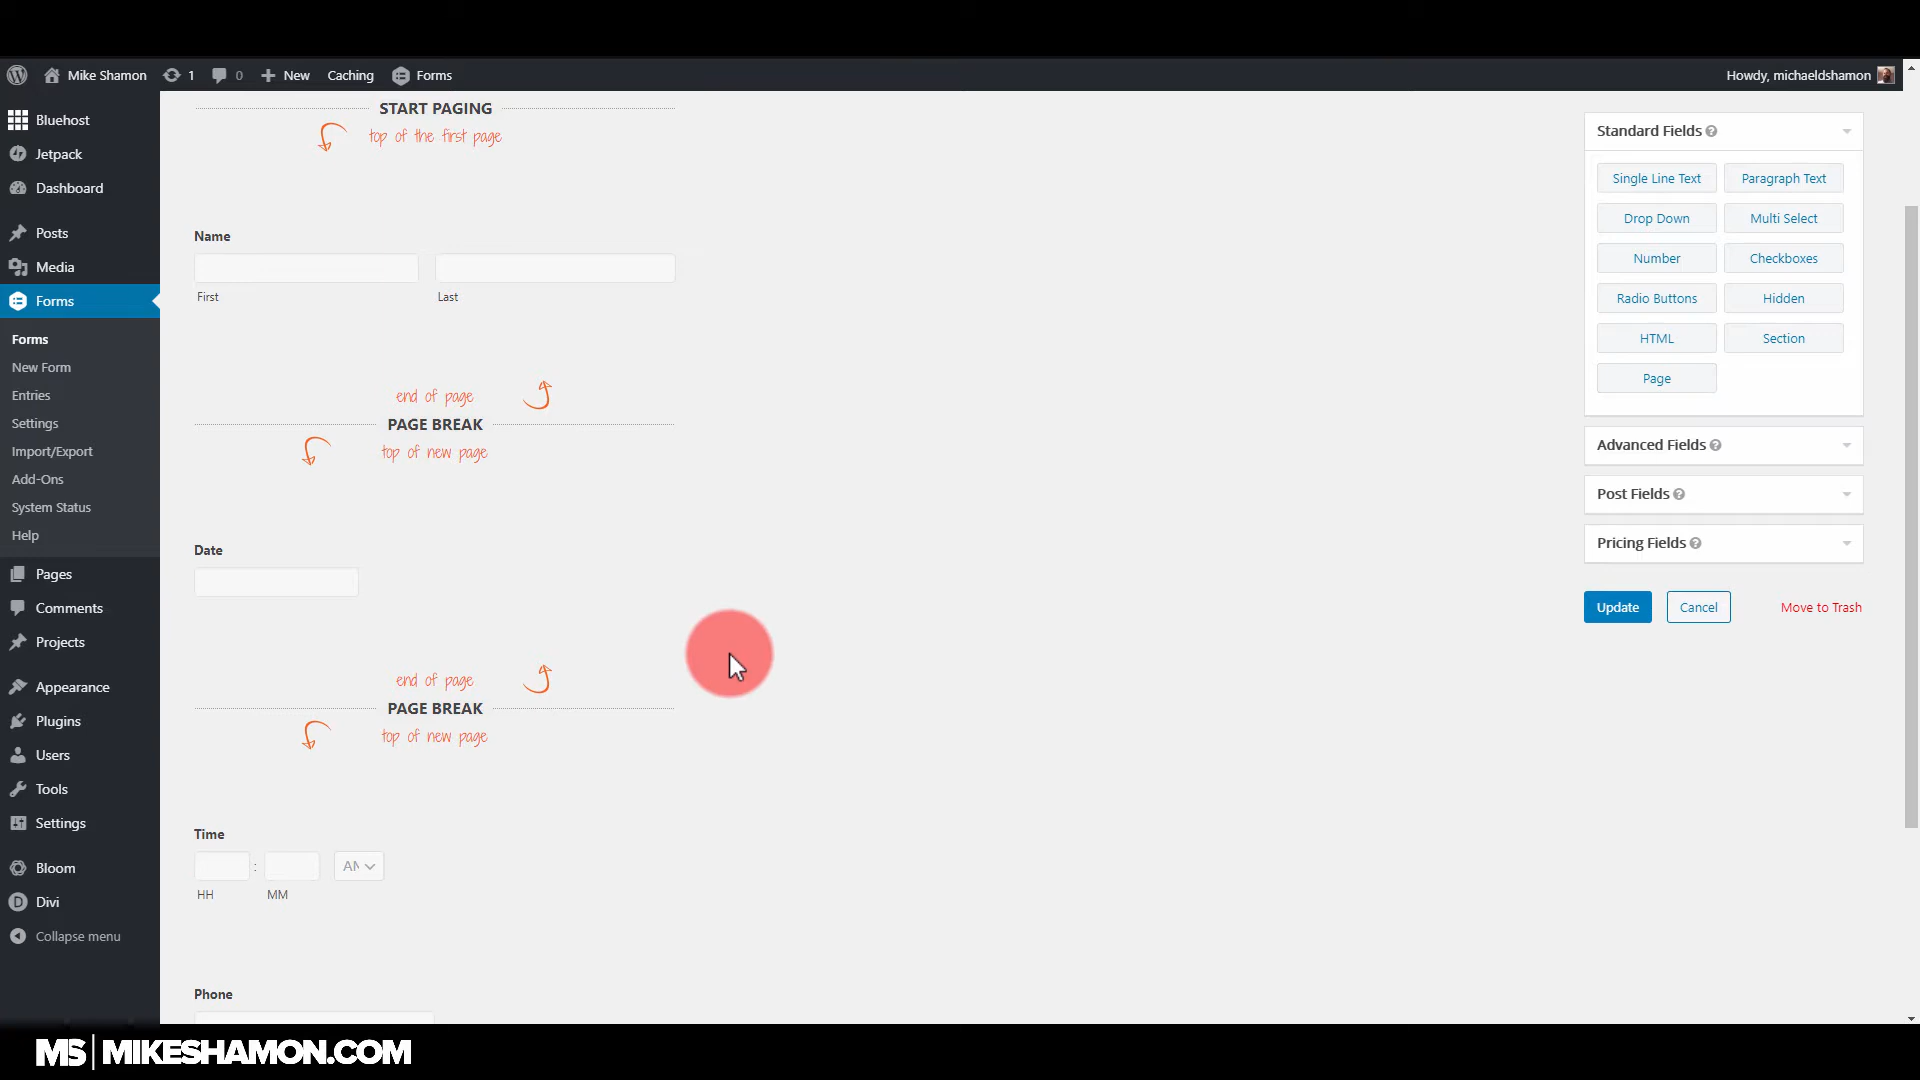 Mike Shamon
1
0
New
Caching
Forms
Howdy, michaeldshamon
Bluehost
Jetpack
Dashboard
Posts
Media
Forms
Forms
New Form
Entries
Settings
Import/Export
Add-Ons
System Status
Help
Pages
Comments
Projects
Appearance
Plugins
Users
Tools
Settings
Bloom
Divi
Collapse menu
START PAGING
top of the first page
Name
First
Last
end of page
PAGE BREAK
top of new page
Date
end of page
PAGE BREAK
top of new page
Time
:
AM
HH
MM
Phone
Standard Fields
Single Line Text
Paragraph Text
Drop Down
Multi Select
Number
Checkboxes
Radio Buttons
Hidden
HTML
Section
Page
Advanced Fields
Post Fields
Pricing Fields
Update
Cancel
Move to Trash
MS|MIKESHAMON.COM